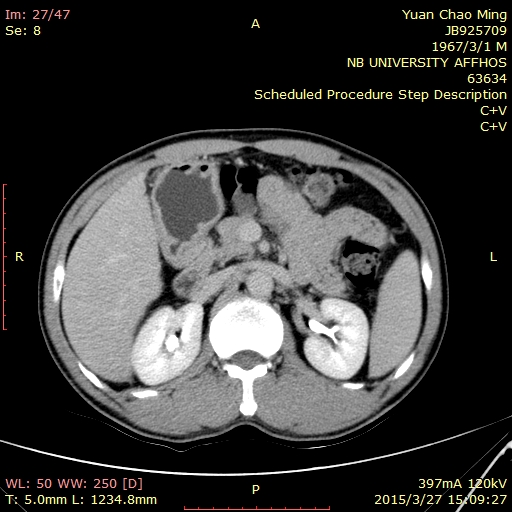 Im: 27/47
Se: 8
A
Yuan Chao Ming
JB925709
1967/3/1 M
NB UNIVERSITY AFFHOS
63634
Scheduled Procedure Step Description
C+V
C+V
R
L
WL: 50 WW: 250 [D]
T: 5.0mm L: 1234.8mm
P
397mA 120kV
2015/3/27 15:09:27